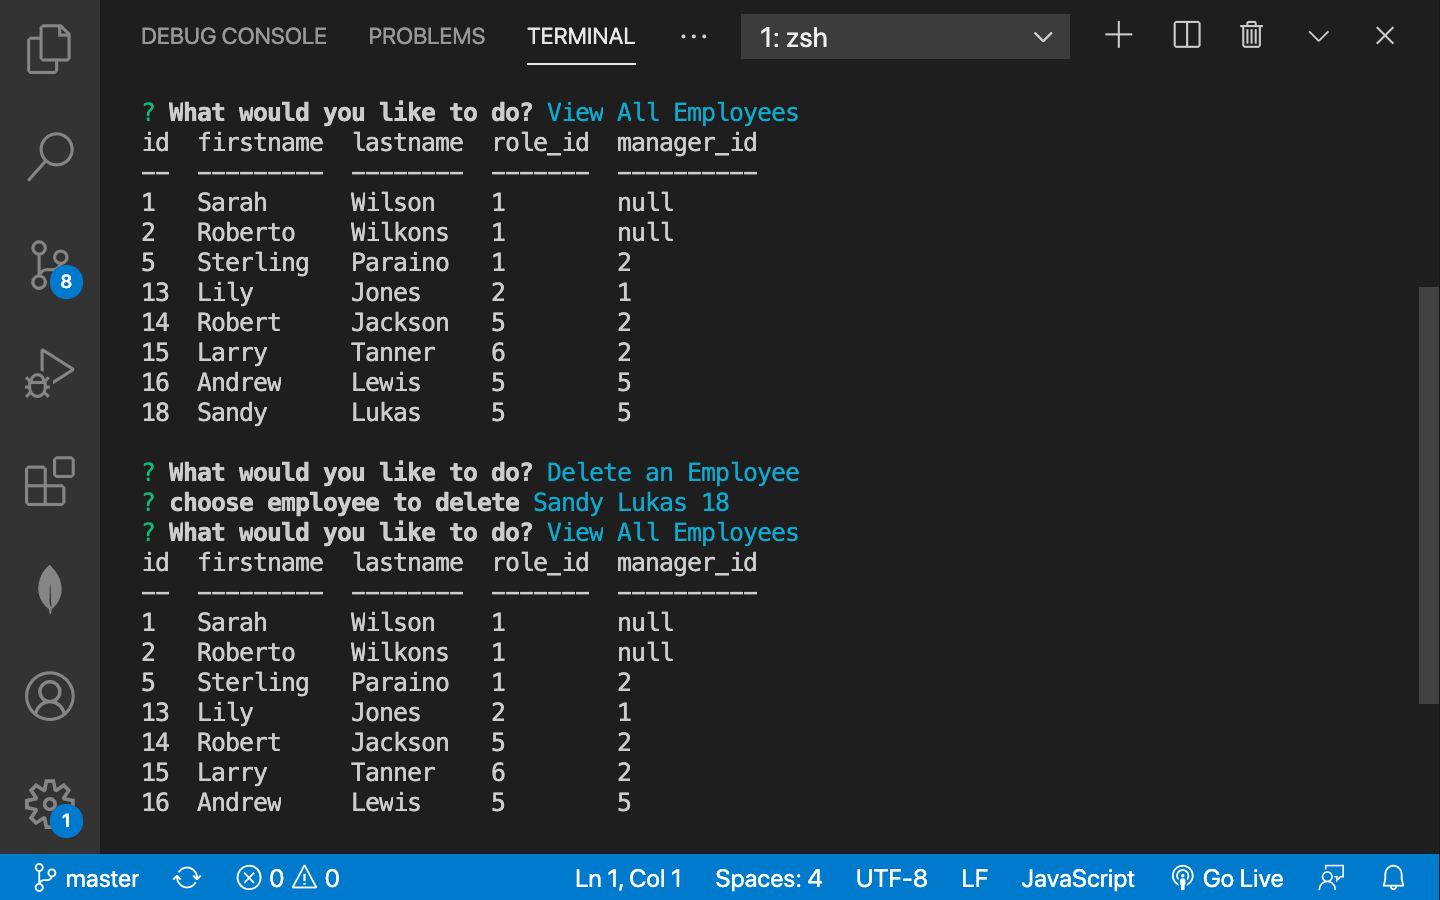 DEBUG CONSOLE PROBLEMS TERMINAL ··· 1: zsh
? What would you like to do? View All Employees
id  firstname  lastname  role_id  manager_id
--  ---------  --------  -------  ----------
1   Sarah      Wilson    1        null
2   Roberto    Wilkons   1        null
5   Sterling   Paraino   1        2
13  Lily       Jones     2        1
14  Robert     Jackson   5        2
15  Larry      Tanner    6        2
16  Andrew     Lewis     5        5
18  Sandy      Lukas     5        5
? What would you like to do? Delete an Employee
? choose employee to delete Sandy Lukas 18
? What would you like to do? View All Employees
id  firstname  lastname  role_id  manager_id
--  ---------  --------  -------  ----------
1   Sarah      Wilson    1        null
2   Roberto    Wilkons   1        null
5   Sterling   Paraino   1        2
13  Lily       Jones     2        1
14  Robert     Jackson   5        2
15  Larry      Tanner    6        2
16  Andrew     Lewis     5        5
8
1
master 0 0 Ln 1, Col 1 Spaces: 4 UTF-8 LF JavaScript Go Live